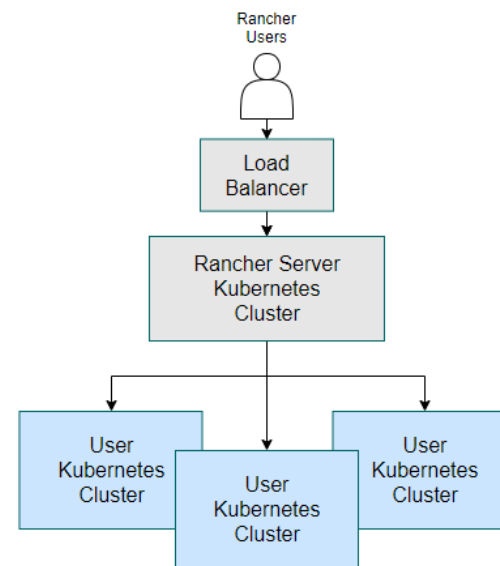 Rancher
Users
Load
Balancer
Rancher Server
Kubernetes
Cluster
User
Kubernetes
Cluster
User
Kubernetes
Cluster
User
Kubernetes
Cluster